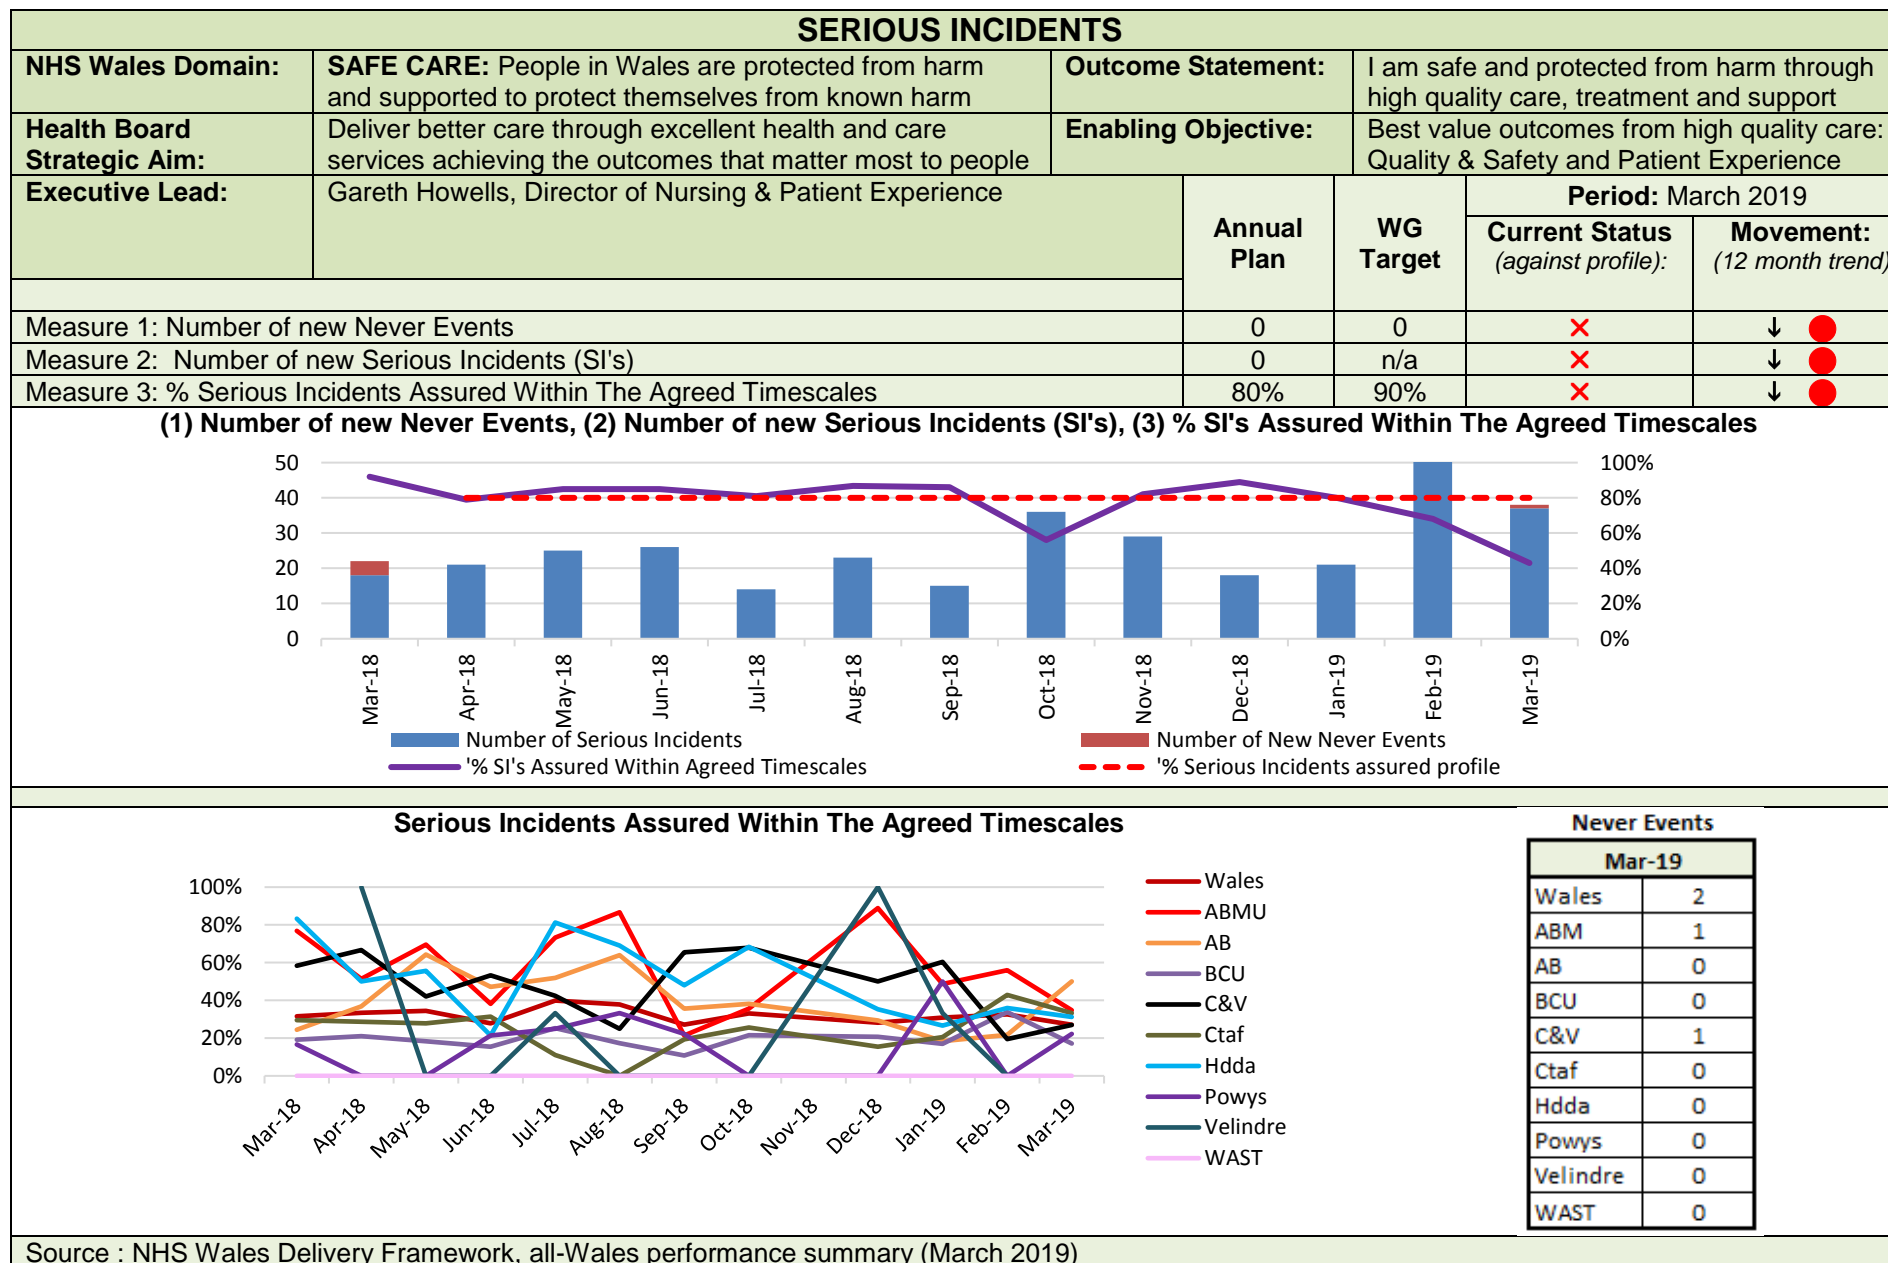 SERIOUS INCIDENTS
NHS Wales Domain:
SAFE CARE: People in Wales are protected from harm
and supported to protect themselves from known harm
Outcome Statement:
I am safe and protected from harm through
high quality care, treatment and support
Health Board
Strategic Aim:
Deliver better care through excellent health and care
services achieving the outcomes that matter most to people
Enabling Objective:
Best value outcomes from high quality care:
Quality & Safety and Patient Experience
Executive Lead:
Gareth Howells, Director of Nursing & Patient Experience
Annual
Plan
WG
Target
Period: March 2019
Current Status
(against profile):
Movement:
(12 month trend)
Measure 1: Number of new Never Events 0 0 ✕ ↓
Measure 2: Number of new Serious Incidents (SI's) 0 n/a ✕ ↓
Measure 3: % Serious Incidents Assured Within The Agreed Timescales 80% 90% ✕ ↓
(1) Number of new Never Events, (2) Number of new Serious Incidents (SI's), (3) % SI's Assured Within The Agreed Timescales
50 100%
40 80%
30 60%
20 40%
10 20%
0 0%
Mar-18
Apr-18
May-18
Jun-18
Jul-18
Aug-18
Sep-18
Oct-18
Nov-18
Dec-18
Jan-19
Feb-19
Mar-19
Number of Serious Incidents
Number of New Never Events
'% SI's Assured Within Agreed Timescales
'% Serious Incidents assured profile
Serious Incidents Assured Within The Agreed Timescales
100%
80%
60%
40%
20%
0%
Mar-18
Apr-18
May-18
Jun-18
Jul-18
Aug-18
Sep-18
Oct-18
Nov-18
Dec-18
Jan-19
Feb-19
Mar-19
Wales
ABMU
AB
BCU
C&V
Ctaf
Hdda
Powys
Velindre
WAST
Never Events
Mar-19
Wales 2
ABM 1
AB 0
BCU 0
C&V 1
Ctaf 0
Hdda 0
Powys 0
Velindre 0
WAST 0
Source : NHS Wales Delivery Framework, all-Wales performance summary (March 2019)